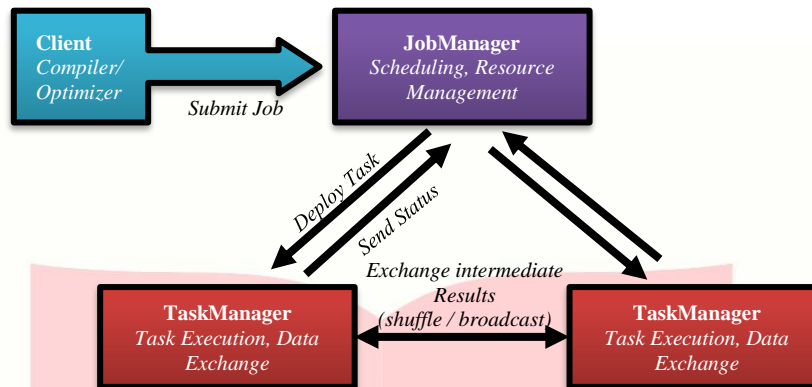 Client
Compiler/
Optimizer
Submit Job
JobManager
Scheduling, Resource
Management
Deploy Task
Send Status
Exchange intermediate
Results
(shuffle / broadcast)
TaskManager
Task Execution, Data
Exchange
TaskManager
Task Execution, Data
Exchange